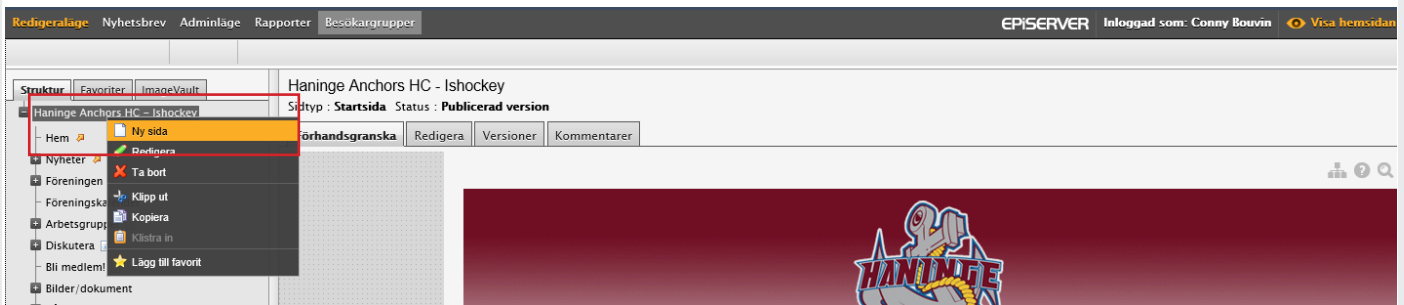 Redigeraläge Nyhetsbrev Adminläge Rapporter Besökargrupper EPiSERVER Inloggad som: Conny Bouvin Visa hemsidan
Struktur Favoriter ImageVault
Haninge Anchors HC - Ishockey
Sidtyp : Startsida Status : Publicerad version
Förhandsgranska Redigera Versioner Kommentarer
Haninge Anchors HC - Ishockey
Hem
Nyheter
Föreningen
Föreningska
Arbetsgrupp
Diskutera
Bli medlem!
Bilder/dokument
Ny sida
Redigera
Ta bort
Klipp ut
Kopiera
Klistra in
Lägg till favorit
HANINGE